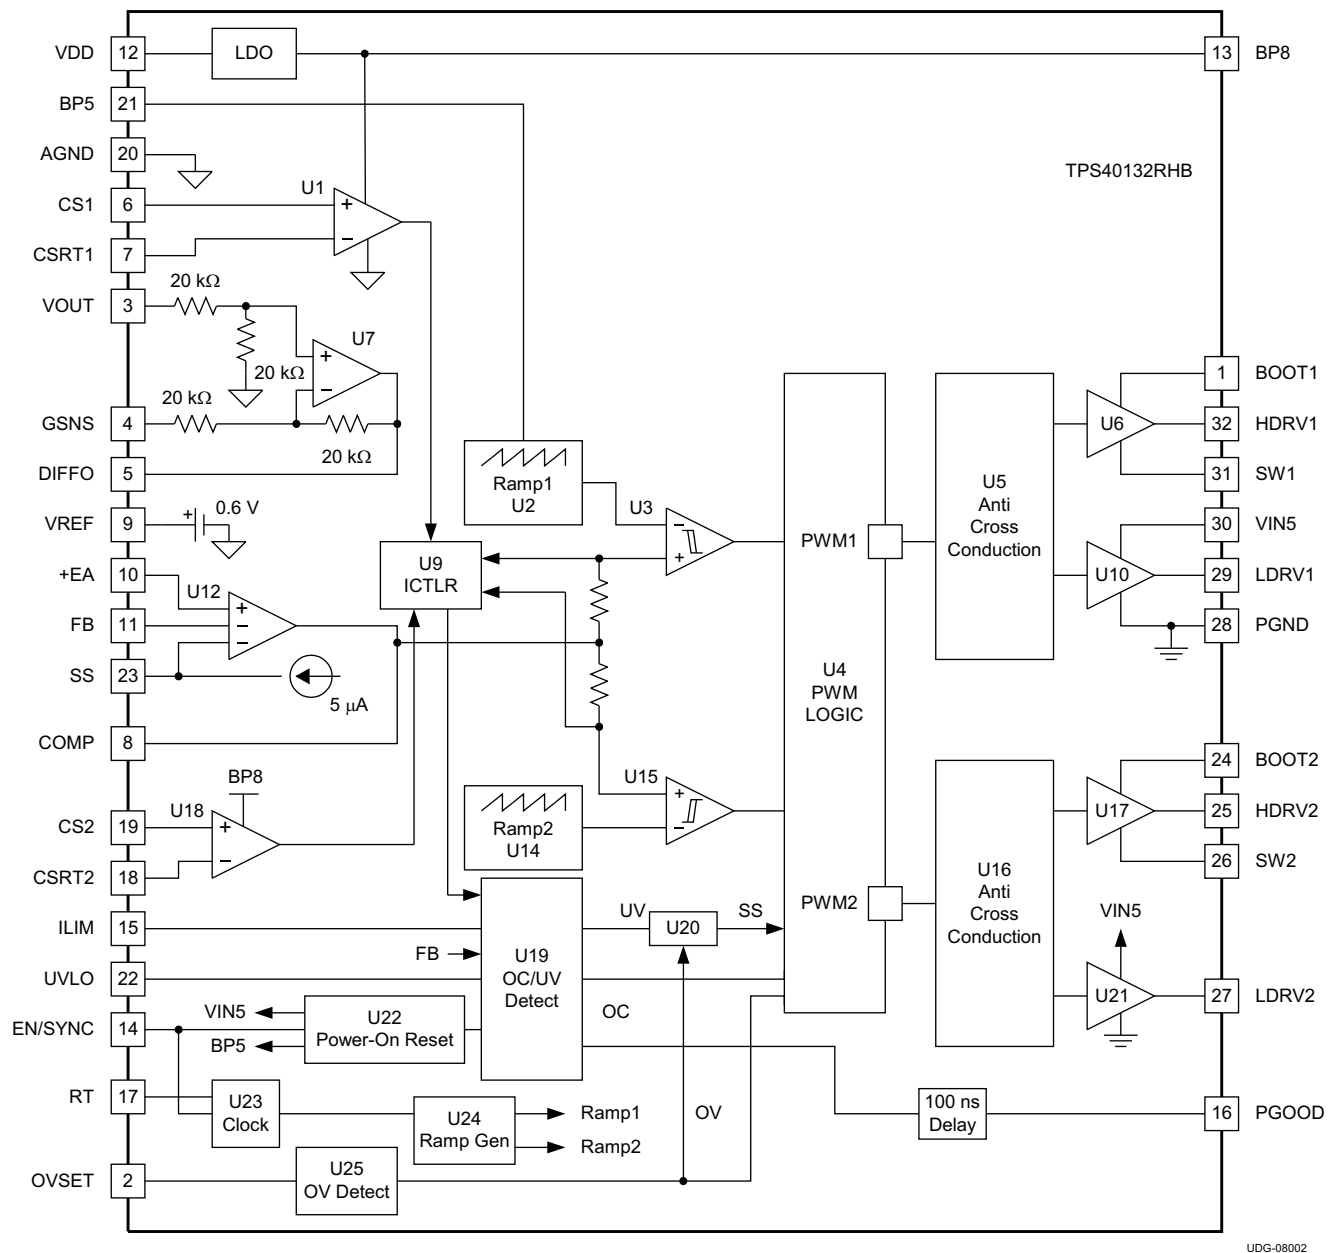 VDD 12 LDO 13 BP8
BP5 21
AGND 20
TPS40132RHB
CS1 6 U1 + −
CSRT1 7
20 kΩ
VOUT 3
U7
+
20 kΩ
−
20 kΩ
GSNS 4
20 kΩ
DIFFO 5
BOOT1 1
U6
32 HDRV1
31 SW1
Ramp1
U2
U3
U5
Anti
Cross
Conduction
VREF 9 + 0.6 V
−
+
PWM1
30 VIN5
U10
29 LDRV1
28 PGND
+EA 10
U12
+
−
−
FB 11
SS 23
5 µA
U9
ICTLR
U4
PWM
LOGIC
COMP 8
BP8
U18
+
−
CS2 19
CSRT2 18
Ramp2
U14
U15
+
−
24 BOOT2
U17
25 HDRV2
26 SW2
U16
Anti
Cross
Conduction
PWM2
ILIM 15
UV
U20
SS
VIN5
FB
U19
OC/UV
Detect
UVLO 22
OC
U21
27 LDRV2
EN/SYNC 14
VIN5
BP5
U22
Power-On Reset
RT 17
U23
Clock
U24
Ramp Gen
Ramp1
Ramp2
OV
100 ns
Delay
16 PGOOD
OVSET 2
U25
OV Detect
UDG-08002